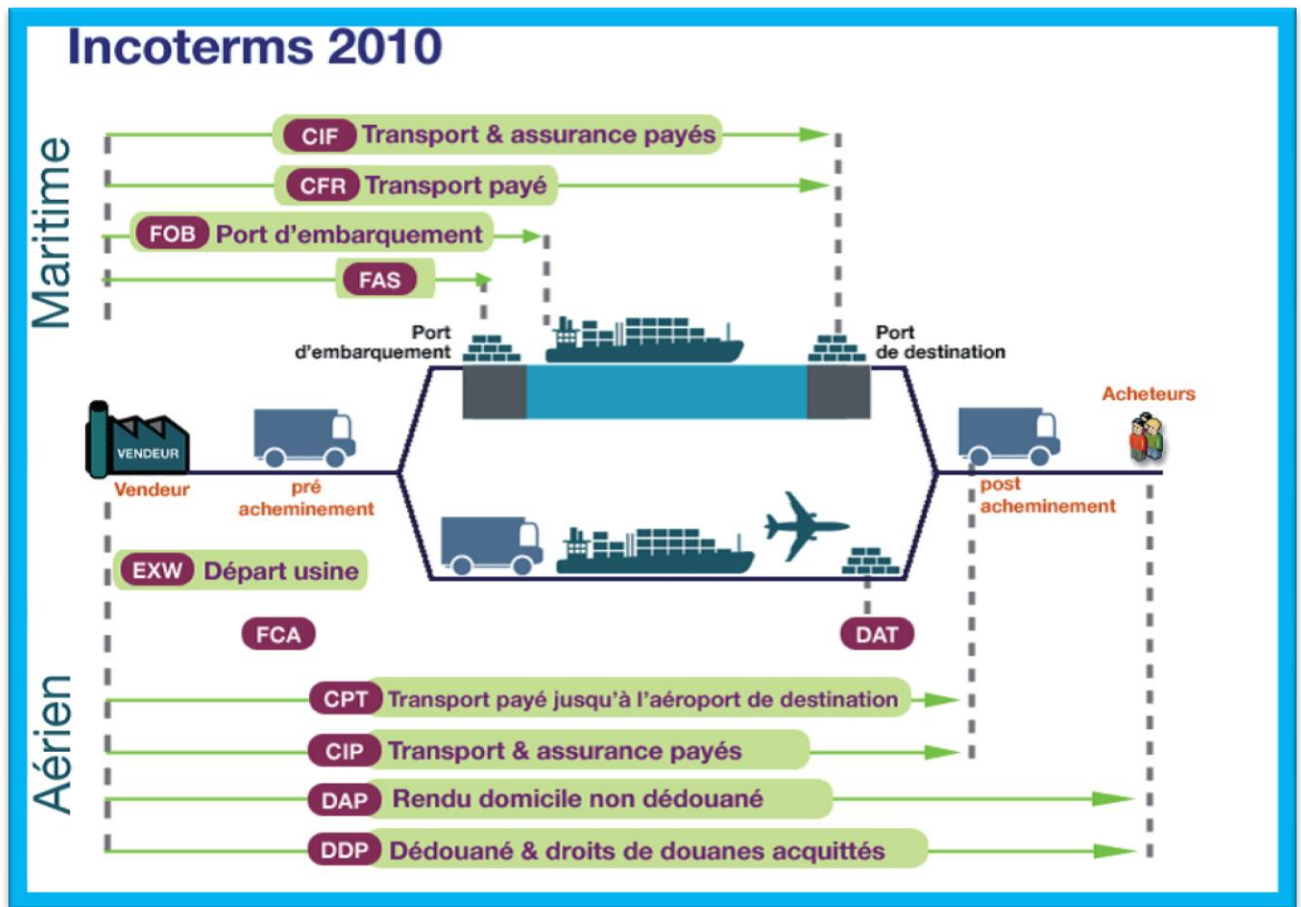 Incoterms 2010
Maritime
CIF Transport & assurance payés
CFR Transport payé
FOB Port d'embarquement
FAS
Port
d'embarquement
Port
de destination
Acheteurs
VENDEUR
Vendeur
pré
acheminement
post
acheminement
EXW Départ usine
FCA
DAT
Aérien
CPT Transport payé jusqu'à l'aéroport de destination
CIP Transport & assurance payés
DAP Rendu domicile non dédouané
DDP Dédouané & droits de douanes acquittés